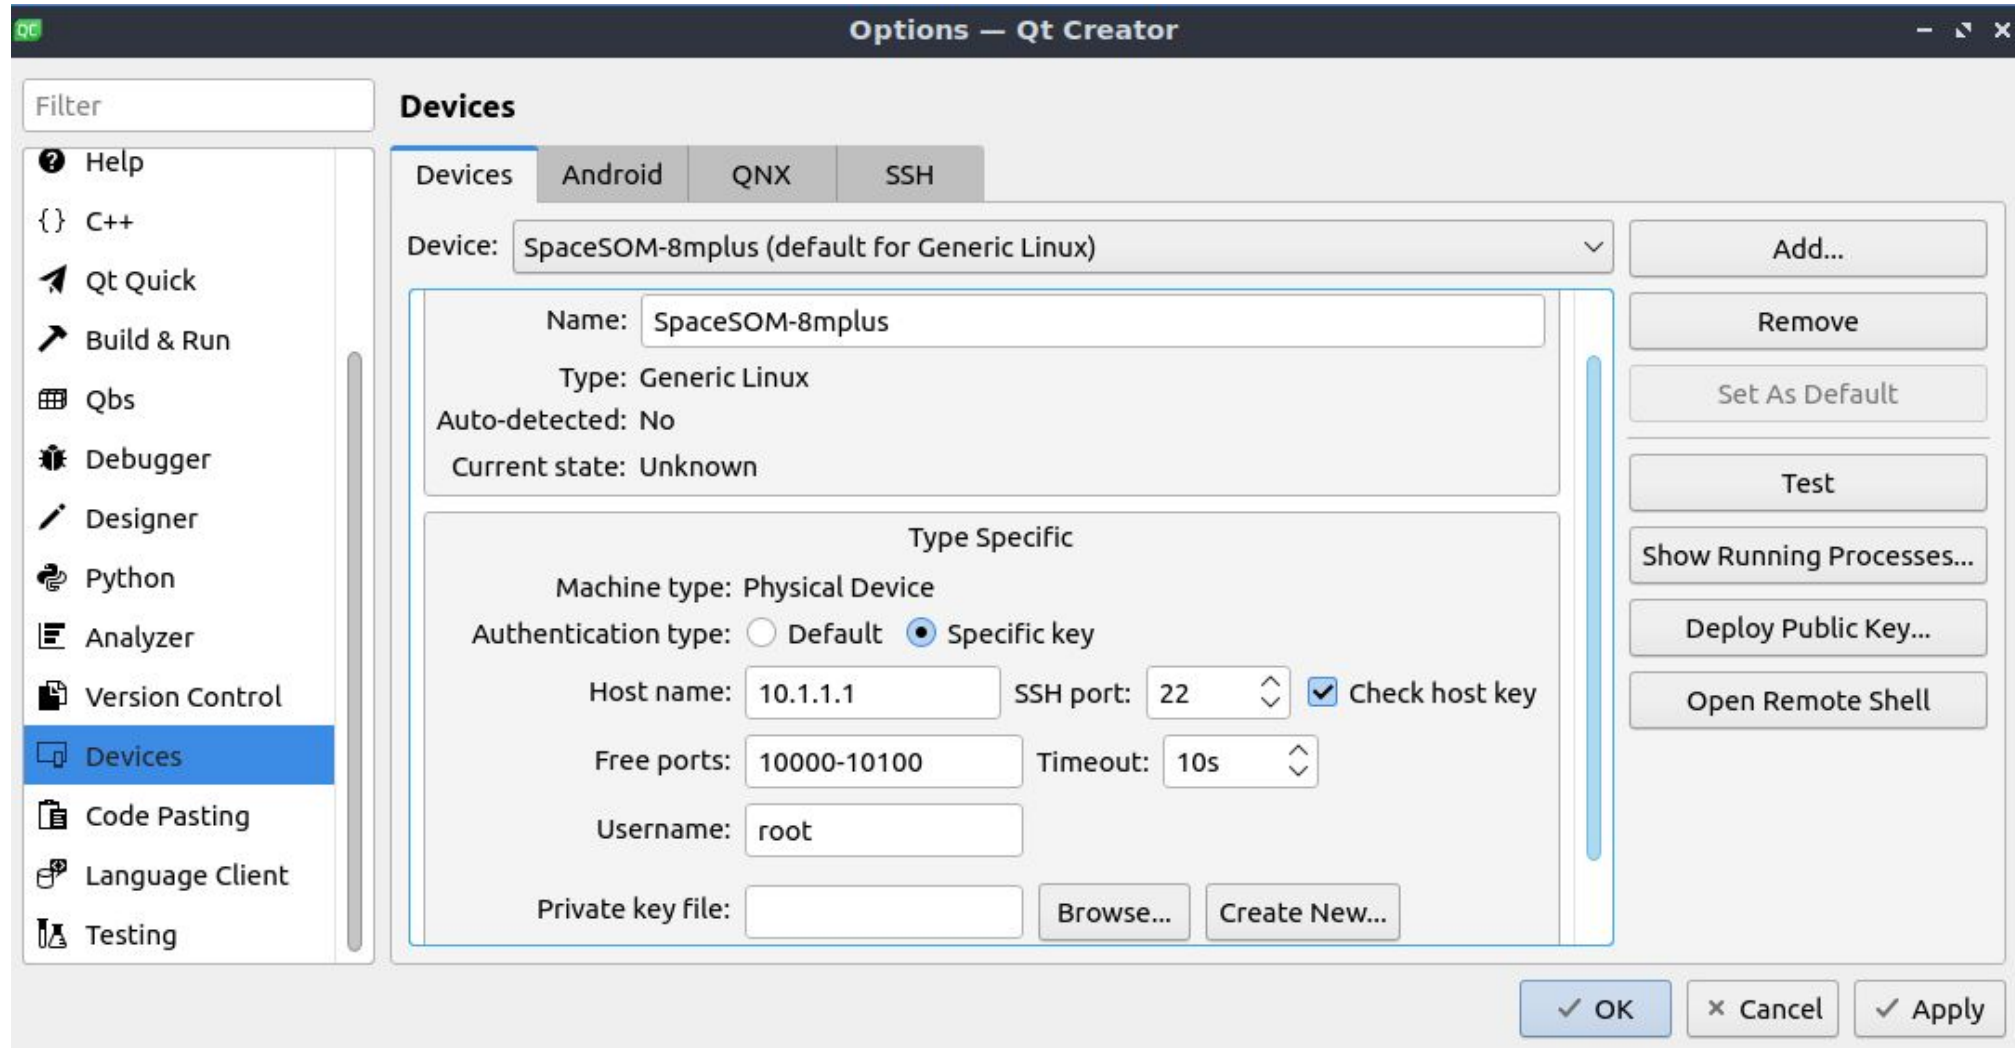 QC
Options — Qt Creator
Filter
Help
C++
Qt Quick
Build & Run
Qbs
Debugger
Designer
Python
Analyzer
Version Control
Devices
Code Pasting
Language Client
Testing
Devices
Devices Android QNX SSH
Device: SpaceSOM-8mplus (default for Generic Linux)
Name: SpaceSOM-8mplus
Type: Generic Linux
Auto-detected: No
Current state: Unknown
Type Specific
Machine type: Physical Device
Authentication type: Default Specific key
Host name: 10.1.1.1 SSH port: 22 Check host key
Free ports: 10000-10100 Timeout: 10s
Username: root
Private key file: Browse... Create New...
Add...
Remove
Set As Default
Test
Show Running Processes...
Deploy Public Key...
Open Remote Shell
OK Cancel Apply